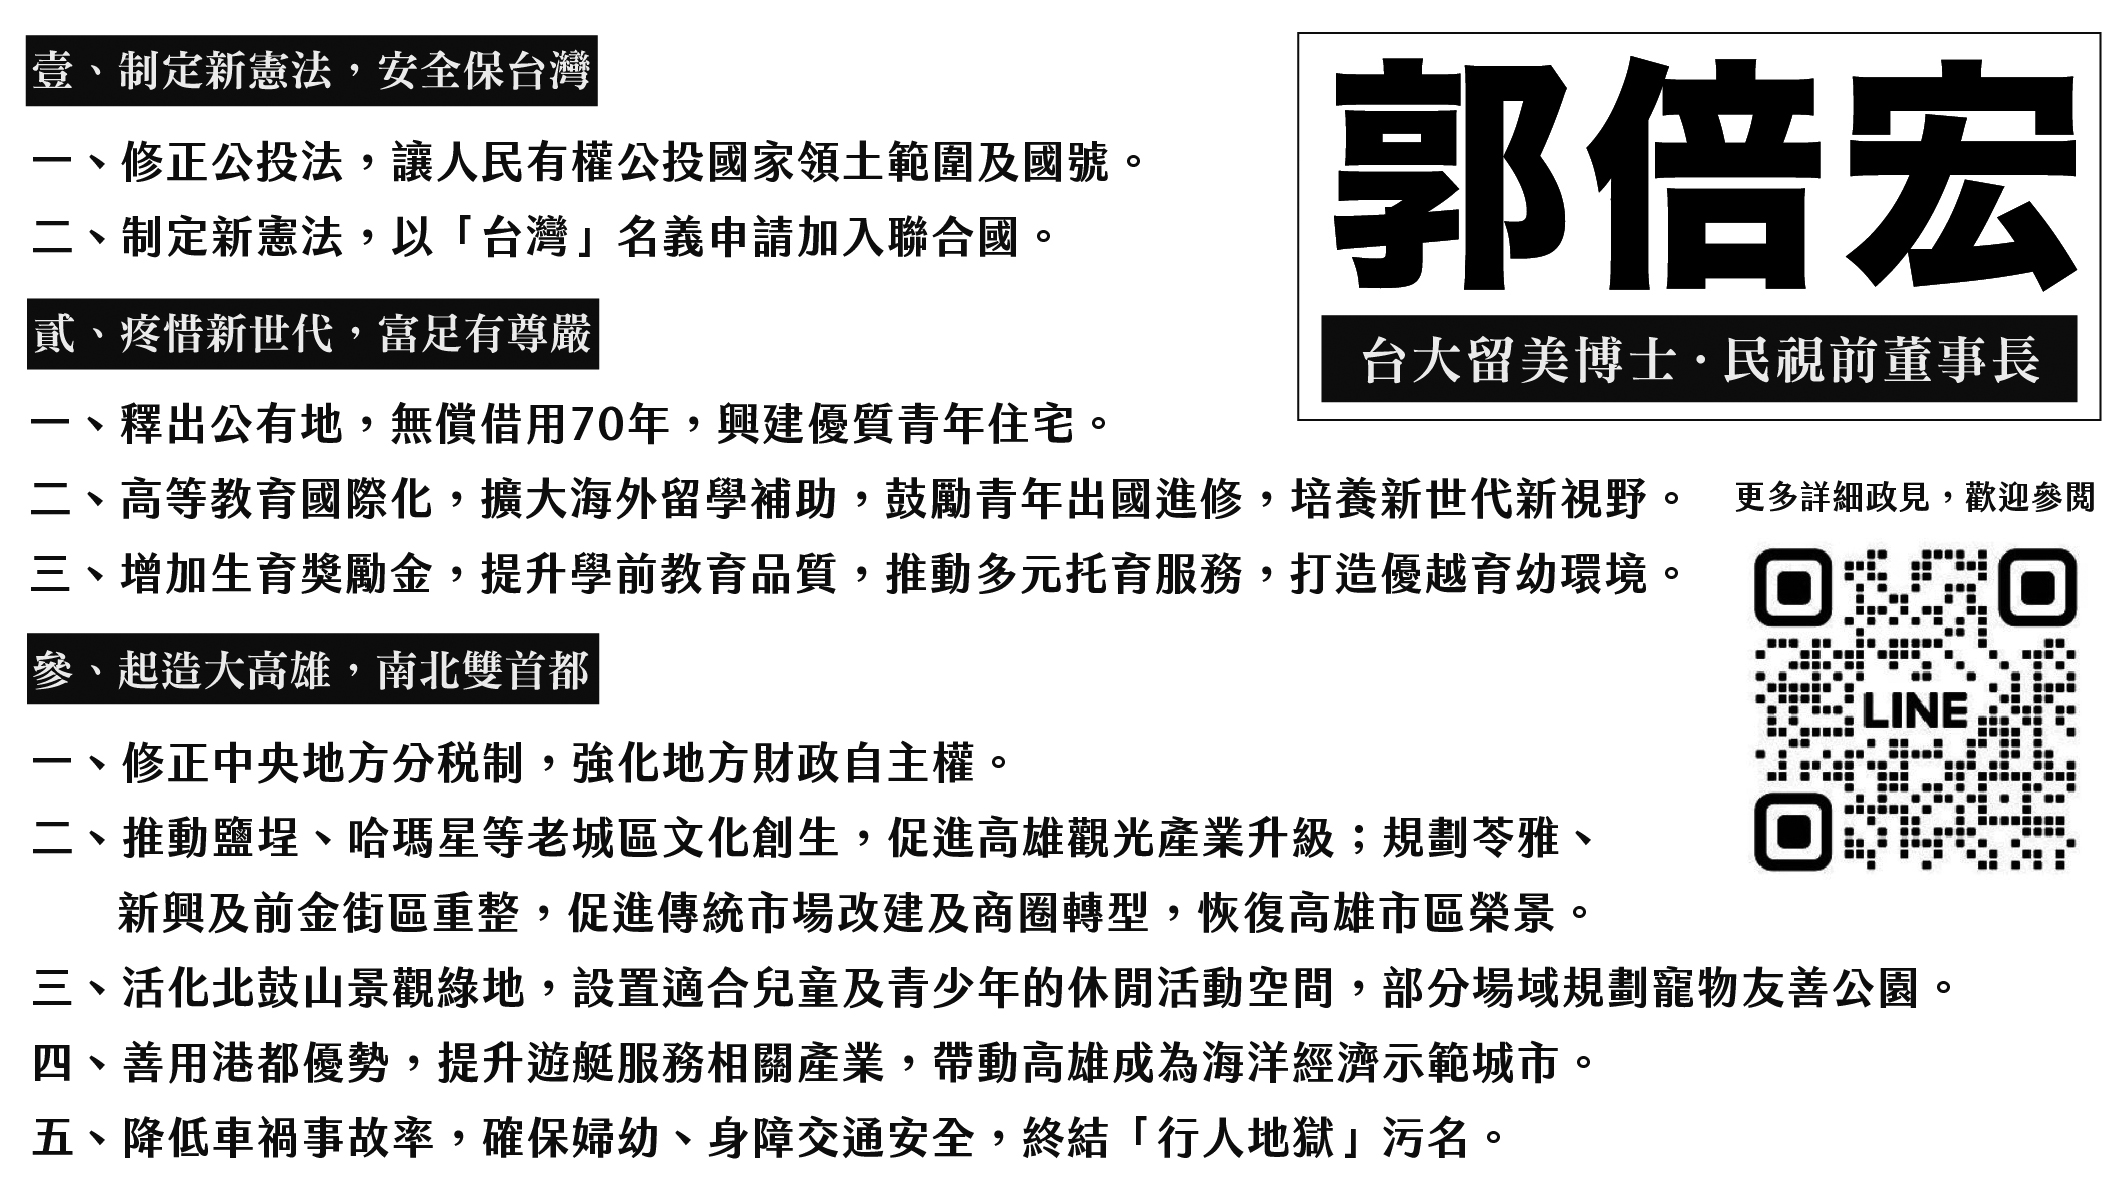 壹、制定新憲法，安全保台灣
一、修正公投法，讓人民有權公投國家領土範圍及國號。
二、制定新憲法，以「台灣」名義申請加入聯合國。
貳、疼惜新世代，富足有尊嚴
一、釋出公有地，無償借用70年，興建優質青年住宅。
二、高等教育國際化，擴大海外留學補助，鼓勵青年出國進修，培養新世代新視野。
三、增加生育獎勵金，提升學前教育品質，推動多元托育服務，打造優越育幼環境。
參、起造大高雄，南北雙首都
一、修正中央地方分税制，強化地方財政自主權。
二、推動鹽埕、哈瑪星等老城區文化創生，促進高雄觀光產業升級；規劃苓雅、
新興及前金街區重整，促進傳統市場改建及商圈轉型，恢復高雄市區榮景。
三、活化北鼓山景觀綠地，設置適合兒童及青少年的休閒活動空間，部分場域規劃寵物友善公園。
四、善用港都優勢，提升遊艇服務相關產業，帶動高雄成為海洋經濟示範城市。
五、降低車禍事故率，確保婦幼、身障交通安全，終結「行人地獄」污名。
郭倍宏
台大留美博士·民視前董事長
更多詳細政見，歡迎參閱
LINE